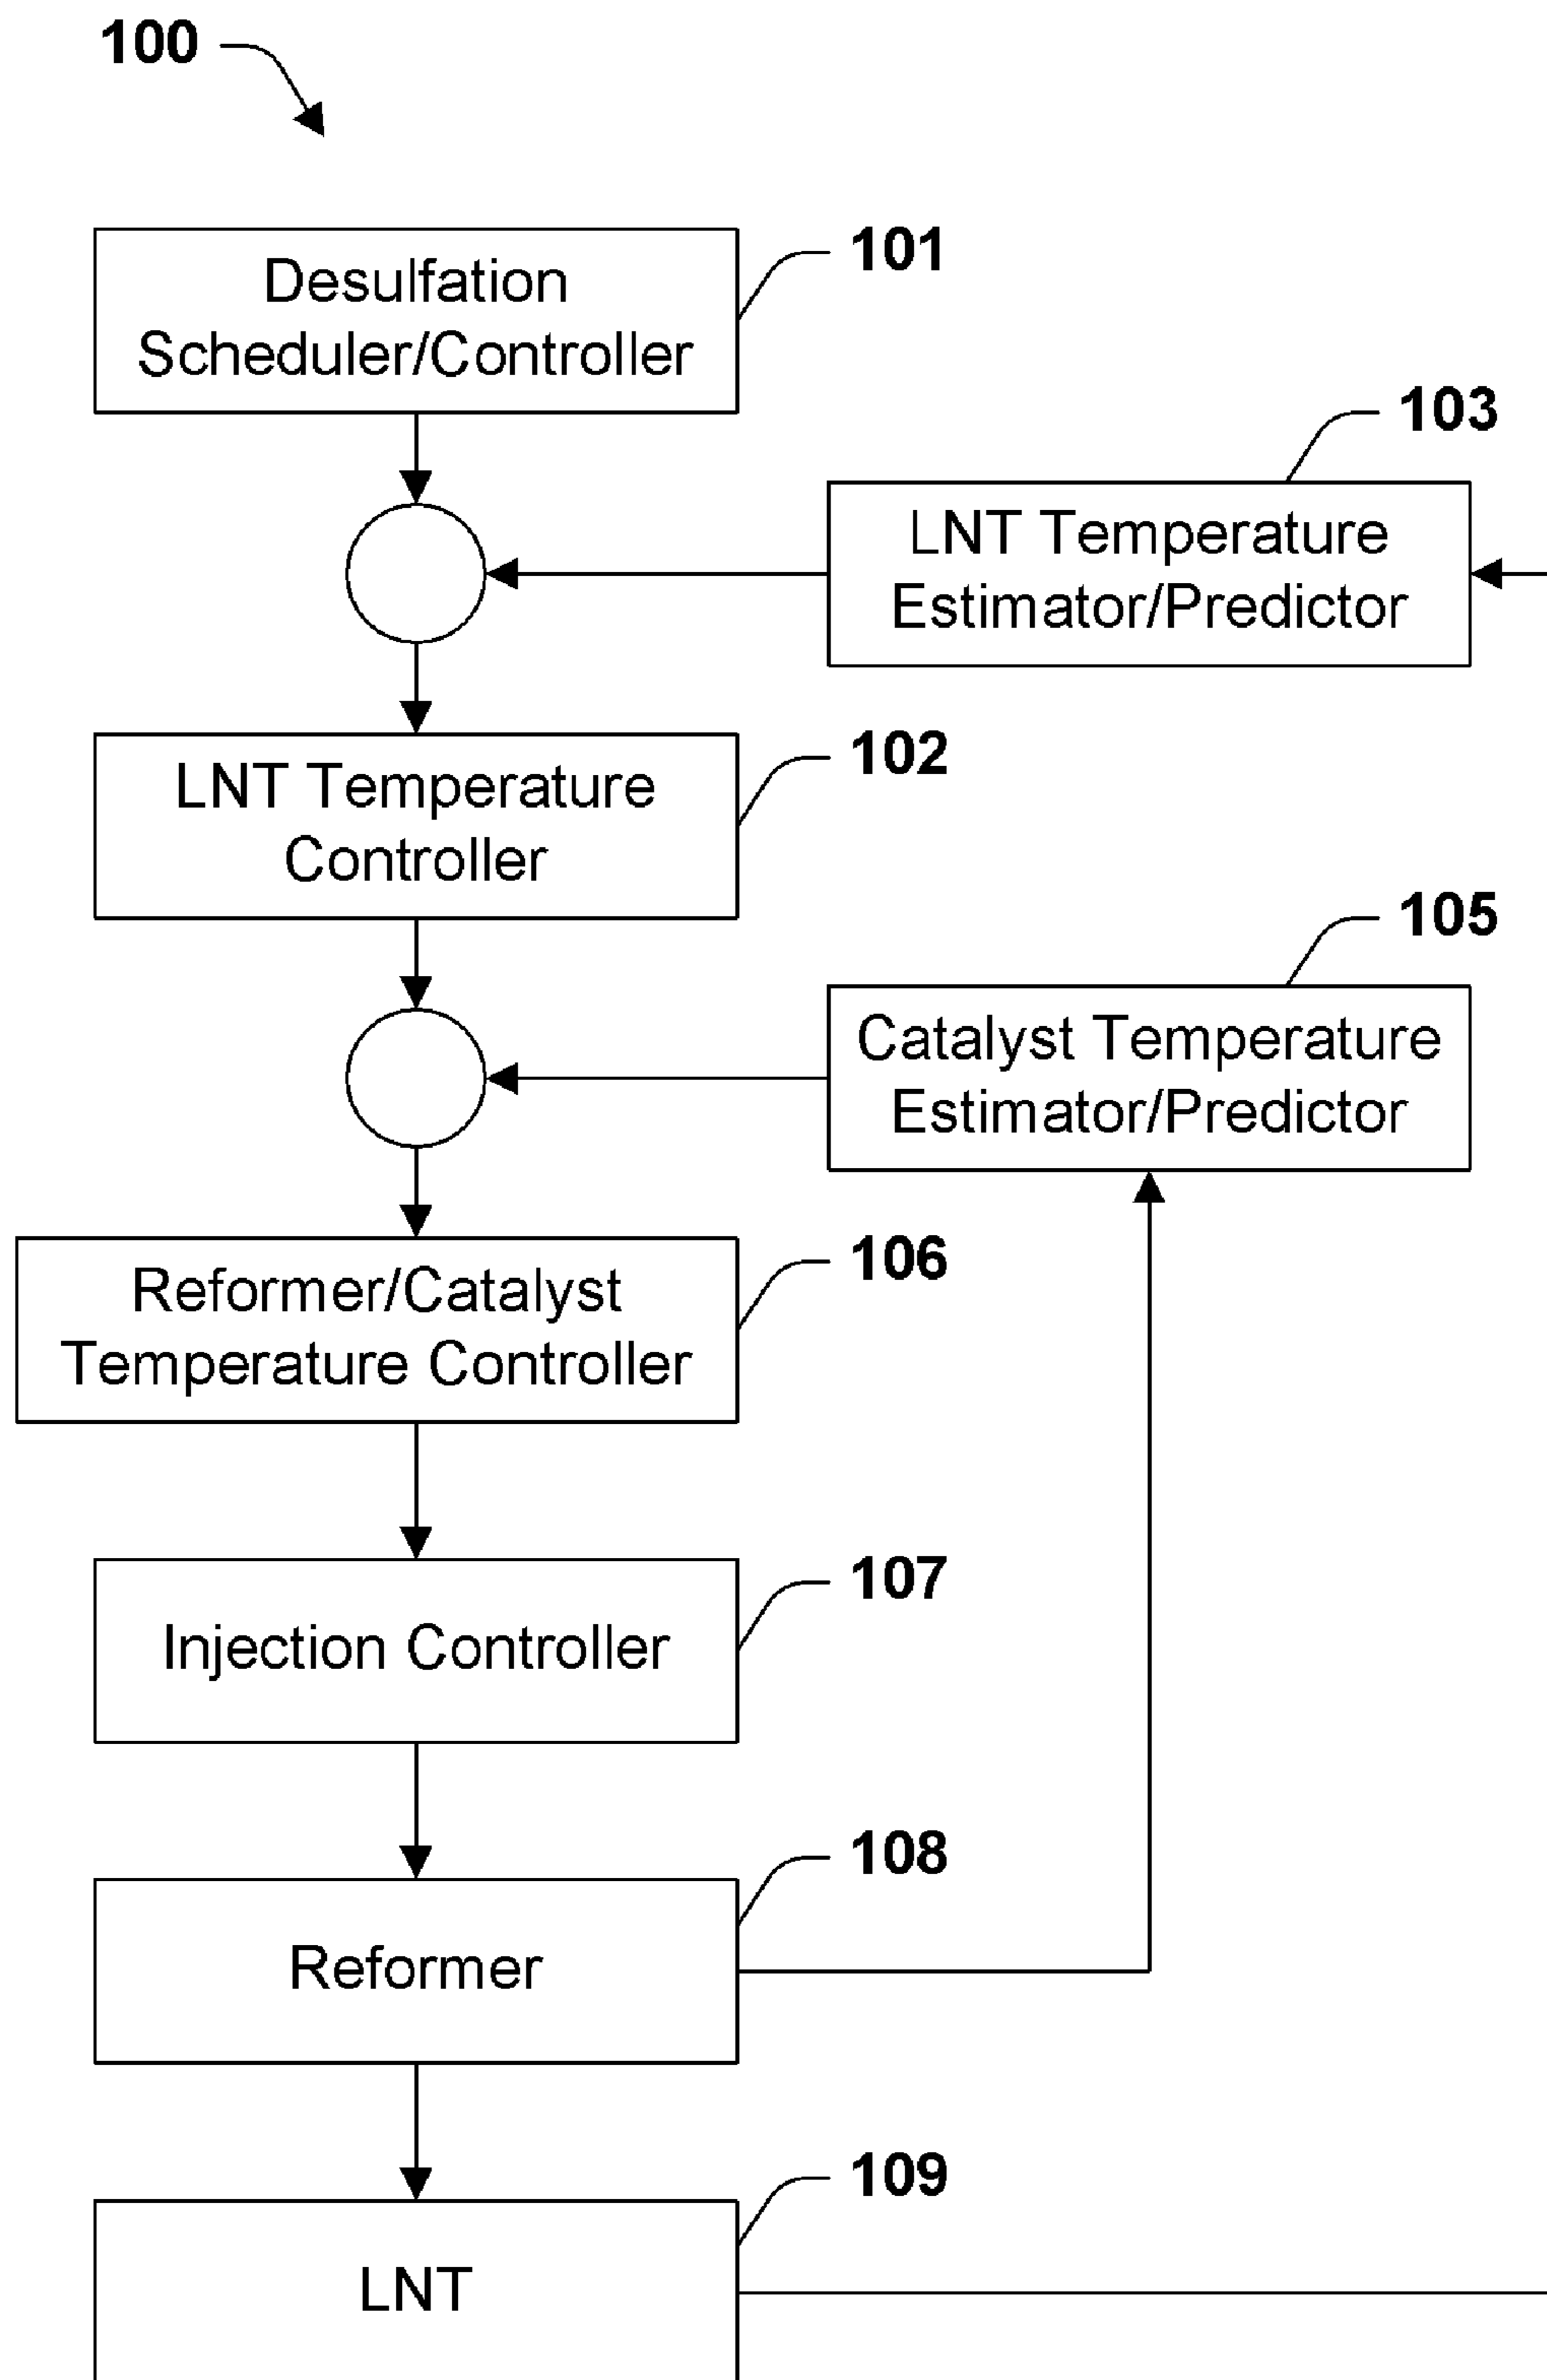 100
Desulfation
Scheduler/Controller
101
103
LNT Temperature
Estimator/Predictor
LNT Temperature
Controller
102
105
Catalyst Temperature
Estimator/Predictor
Reformer/Catalyst
Temperature Controller
106
Injection Controller
107
Reformer
108
LNT
109